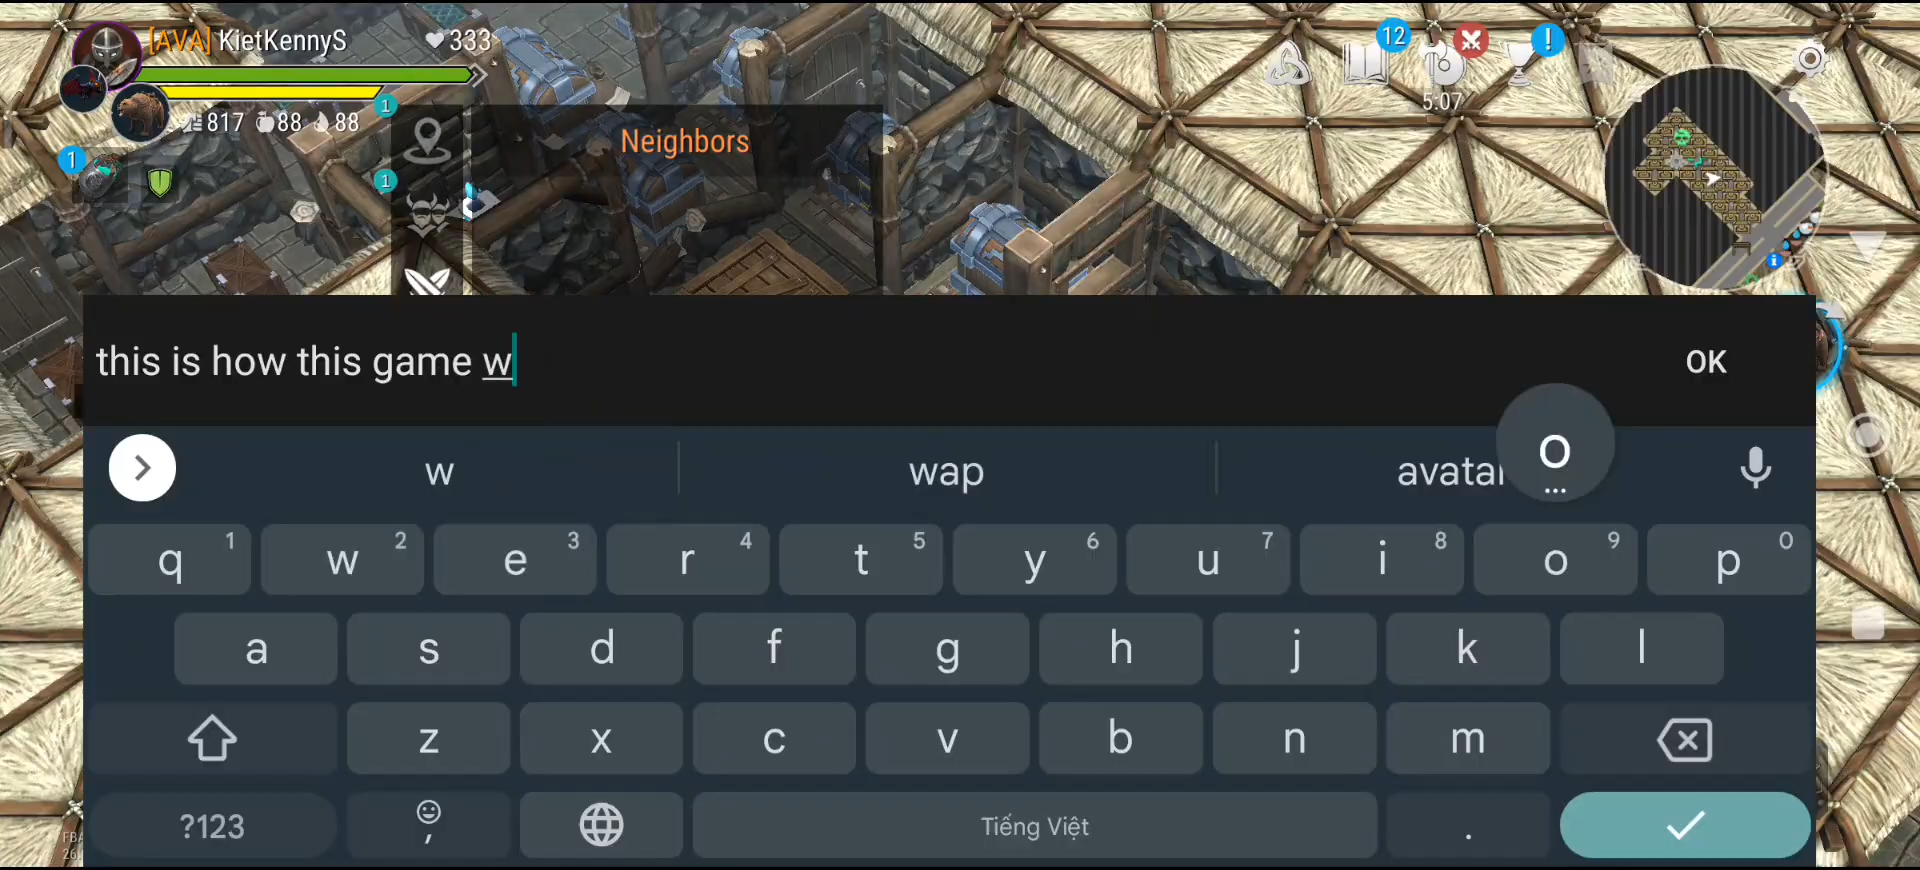 [AVA] KietKennyS
333
817 88 88
1
1
1
Neighbors
12
!
5:07
this is how this game w
OK
w
wap
o
...
q 1 w 2 e 3 r 4 t 5 y 6 u 7 i 8 o 9 p 0
a s d f g h j k l
z x c v b n m
?123 , Tiếng Việt .